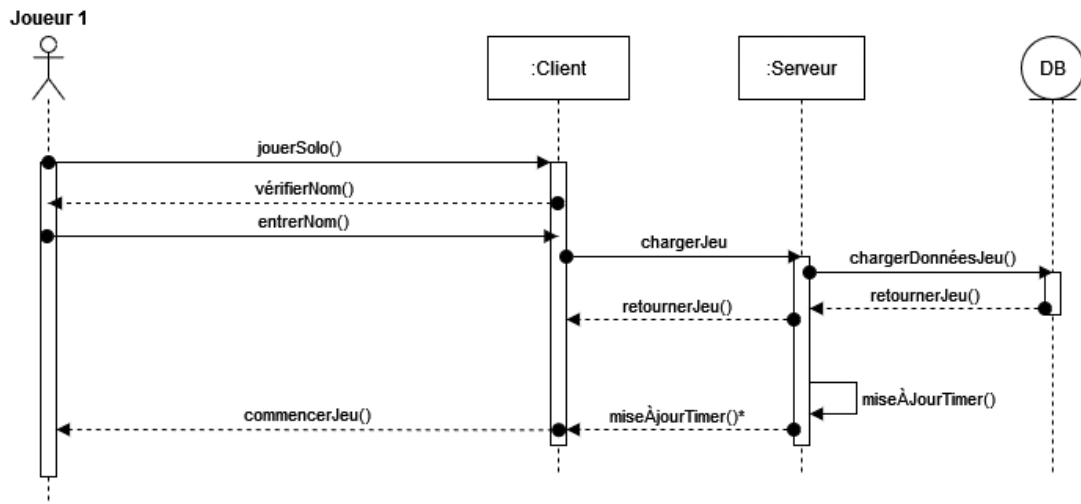 Joueur 1
:Client
:Serveur
DB
jouerSolo()
vérifierNom()
entrerNom()
chargerJeu
chargerDonnéesJeu()
retournerJeu()
retournerJeu()
miseÀJourTimer()
commencerJeu()
miseÀjourTimer()*